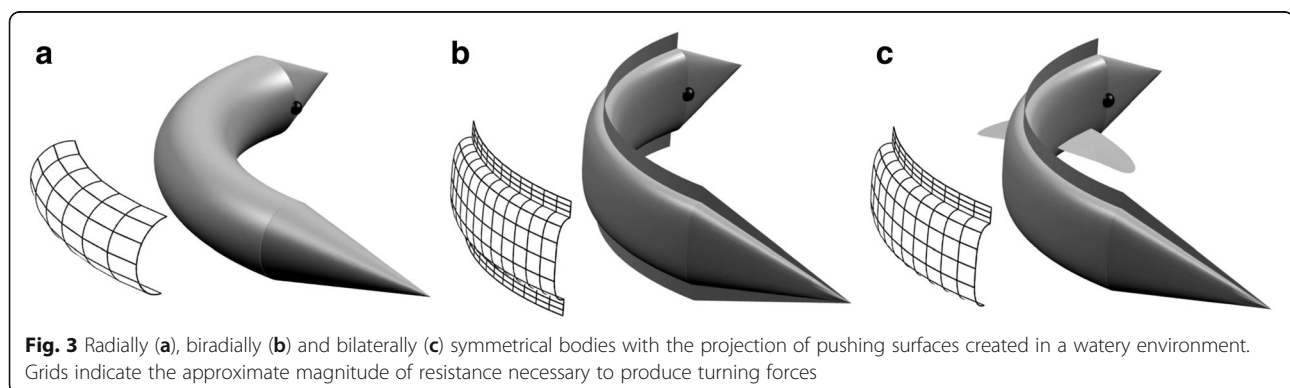 a
b
c
Fig. 3 Radially (a), biradially (b) and bilaterally (c) symmetrical bodies with the projection of pushing surfaces created in a watery environment.
Grids indicate the approximate magnitude of resistance necessary to produce turning forces